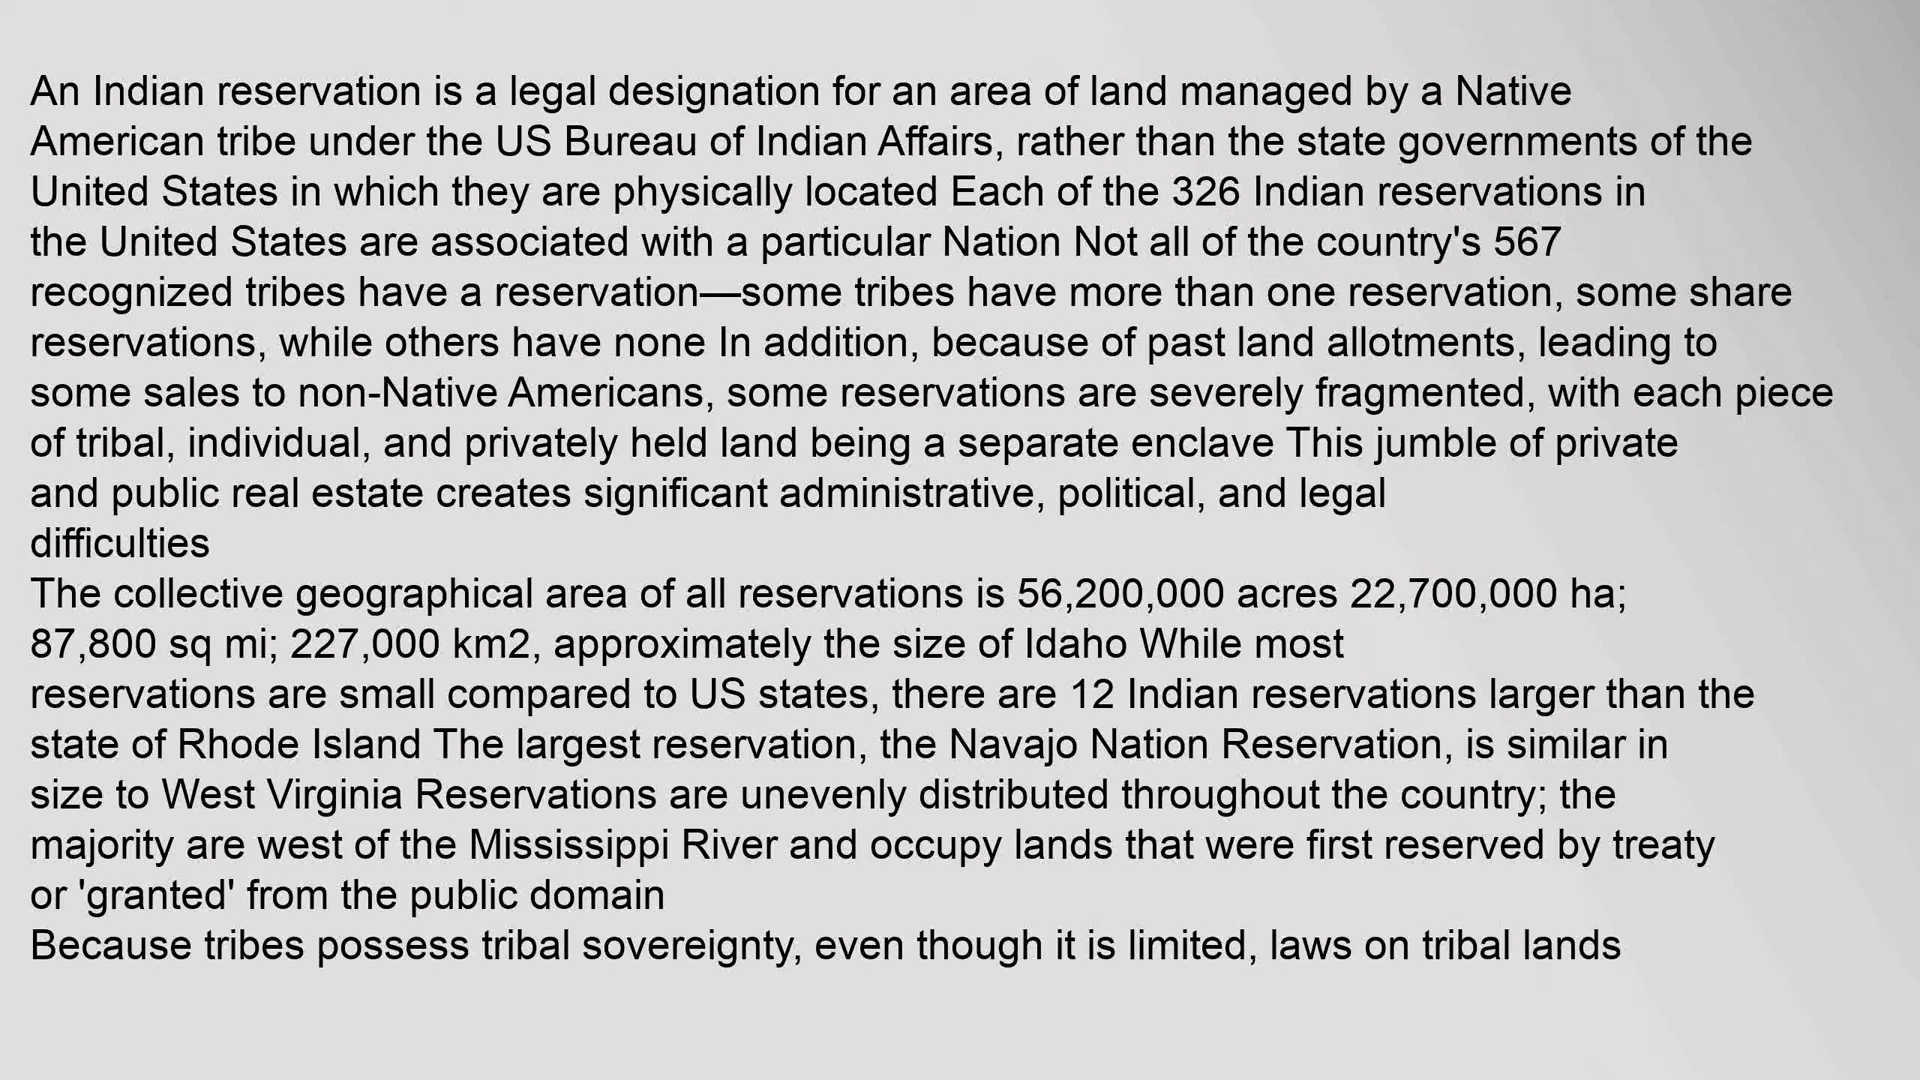 An Indian reservation is a legal designation for an area of land managed by a Native
American tribe under the US Bureau of Indian Affairs, rather than the state governments of the
United States in which they are physically located Each of the 326 Indian reservations in
the United States are associated with a particular Nation Not all of the country's 567
recognized tribes have a reservation—some tribes have more than one reservation, some share
reservations, while others have none In addition, because of past land allotments, leading to
some sales to non-Native Americans, some reservations are severely fragmented, with each piece
of tribal, individual, and privately held land being a separate enclave This jumble of private
and public real estate creates significant administrative, political, and legal
difficulties
The collective geographical area of all reservations is 56,200,000 acres 22,700,000 ha;
87,800 sq mi; 227,000 km2, approximately the size of Idaho While most
reservations are small compared to US states, there are 12 Indian reservations larger than the
state of Rhode Island The largest reservation, the Navajo Nation Reservation, is similar in
size to West Virginia Reservations are unevenly distributed throughout the country; the
majority are west of the Mississippi River and occupy lands that were first reserved by treaty
or 'granted' from the public domain
Because tribes possess tribal sovereignty, even though it is limited, laws on tribal lands